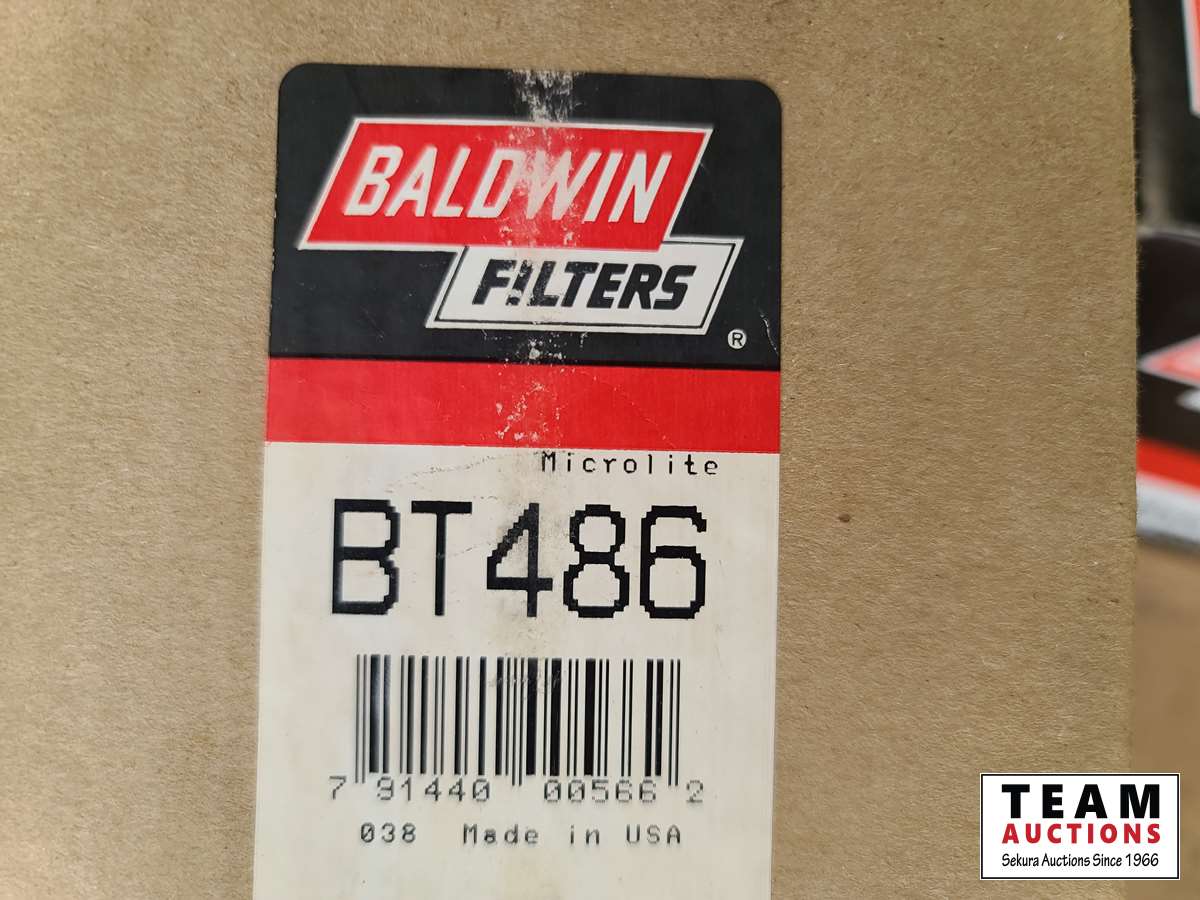 BALDWIN
FILTERS
®
Microlite
BT486
7 91440 00566 2
038 Made in USA
TEAM
AUCTIONS
Sekura Auctions Since 1966